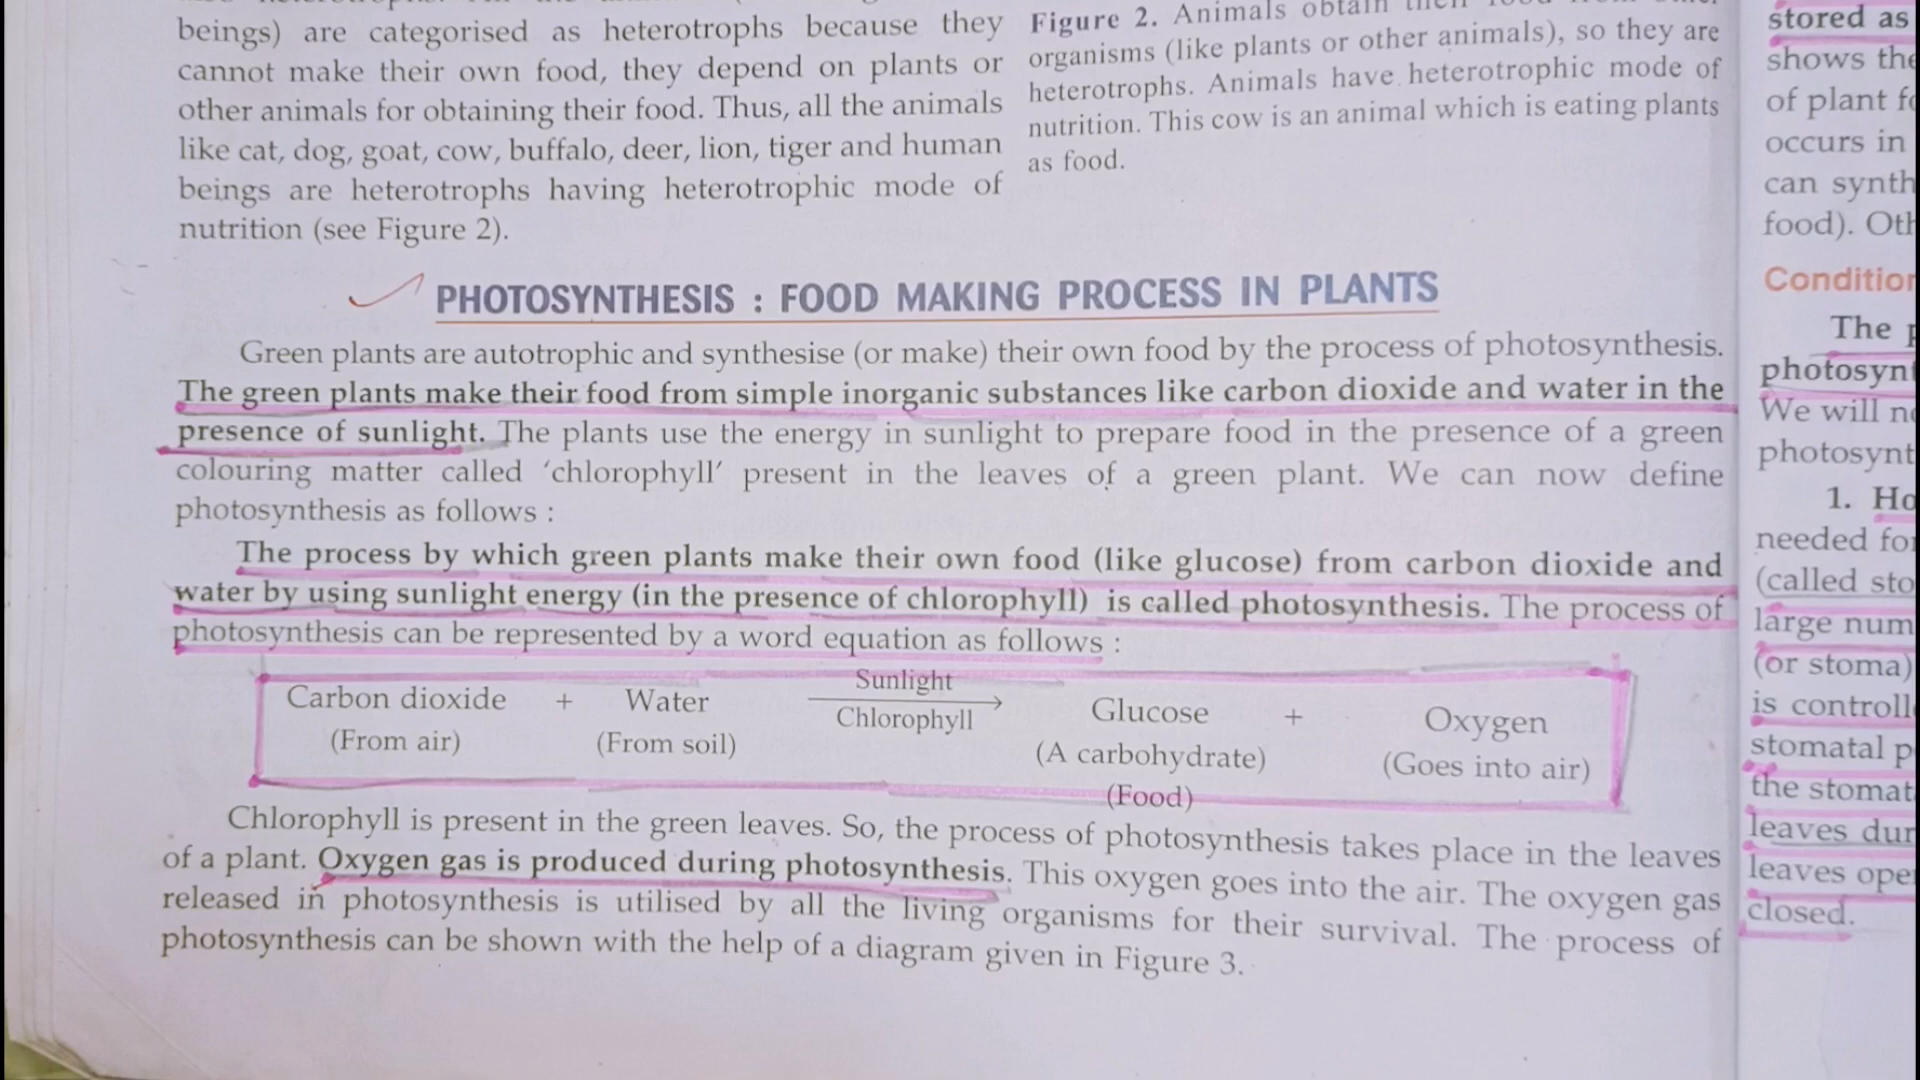 beings) are categorised as heterotrophs because they
cannot make their own food, they depend on plants or
other animals for obtaining their food. Thus, all the animals
like cat, dog, goat, cow, buffalo, deer, lion, tiger and human
beings are heterotrophs having heterotrophic mode of
nutrition (see Figure 2).
Figure 2. Animals obtain
organisms (like plants or other animals), so they are
heterotrophs. Animals have heterotrophic mode of
nutrition. This cow is an animal which is eating plants
as food.
PHOTOSYNTHESIS : FOOD MAKING PROCESS IN PLANTS
Green plants are autotrophic and synthesise (or make) their own food by the process of photosynthesis.
The green plants make their food from simple inorganic substances like carbon dioxide and water in the
presence of sunlight. The plants use the energy in sunlight to prepare food in the presence of a green
colouring matter called 'chlorophyll' present in the leaves of a green plant. We can now define
photosynthesis as follows :
The process by which green plants make their own food (like glucose) from carbon dioxide and
water by using sunlight energy (in the presence of chlorophyll) is called photosynthesis. The process of
photosynthesis can be represented by a word equation as follows :
Sunlight
Carbon dioxide + Water → Glucose + Oxygen
Chlorophyll
(From air) (From soil) (A carbohydrate) (Goes into air)
(Food)
Chlorophyll is present in the green leaves. So, the process of photosynthesis takes place in the leaves
of a plant. Oxygen gas is produced during photosynthesis. This oxygen goes into the air. The oxygen gas
released in photosynthesis is utilised by all the living organisms for their survival. The process of
photosynthesis can be shown with the help of a diagram given in Figure 3.
stored as
shows
of plant
occurs in
can
food).
The
We will
1.
needed
(called
large
(or stoma)
is
stomatal
the
leaves
leaves
closed.